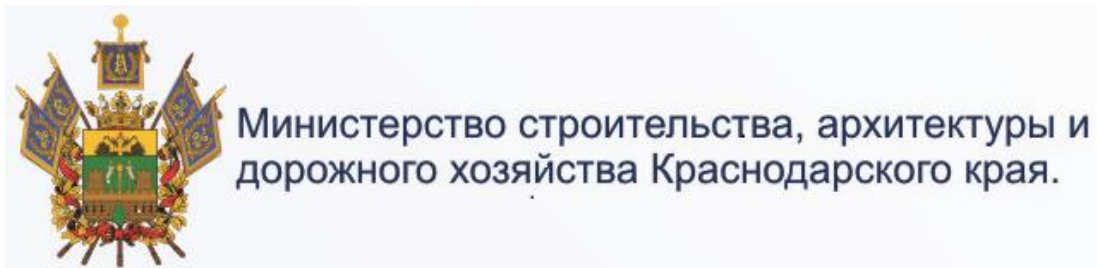 Министерство строительства, архитектуры и
дорожного хозяйства Краснодарского края.